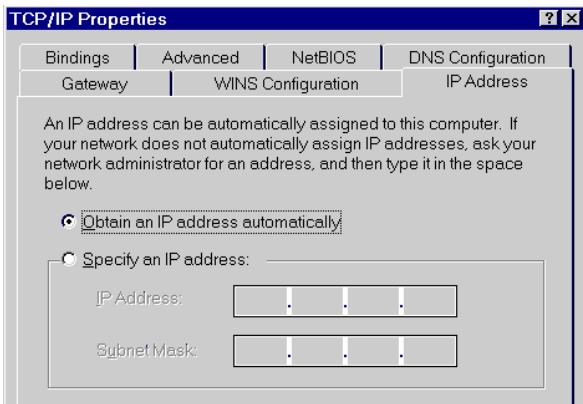 TCP/IP Properties
Bindings Advanced NetBIOS DNS Configuration
Gateway WINS Configuration IP Address
An IP address can be automatically assigned to this computer. If
your network does not automatically assign IP addresses, ask your
network administrator for an address, and then type it in the space
below.
Obtain an IP address automatically
Specify an IP address:
IP Address:
Subnet Mask: